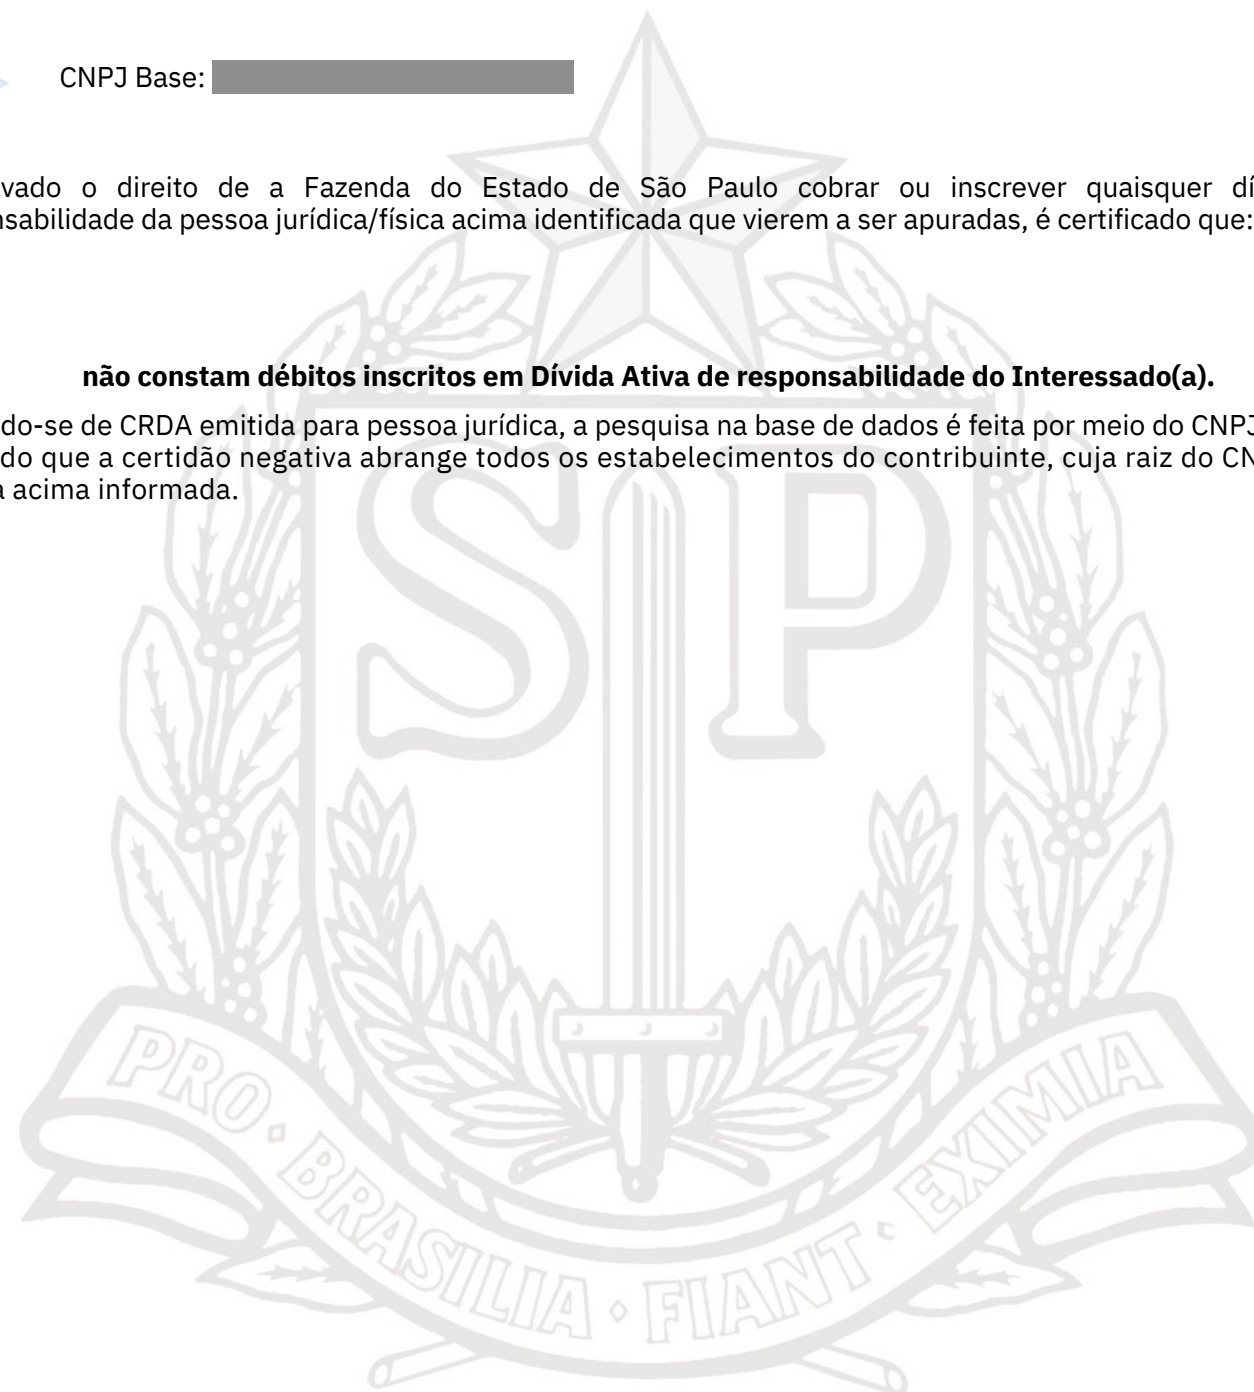 CNPJ Base:
vado o direito de a Fazenda do Estado de São Paulo cobrar ou inscrever quaisquer dí
nsabilidade da pessoa jurídica/física acima identificada que vierem a ser apuradas, é certificado que:
não constam débitos inscritos em Dívida Ativa de responsabilidade do Interessado(a).
do-se de CRDA emitida para pessoa jurídica, a pesquisa na base de dados é feita por meio do CNPJ
do que a certidão negativa abrange todos os estabelecimentos do contribuinte, cuja raiz do CN
a acima informada.
SP
PRO · BRASILIA · FIANT · EXIMIA